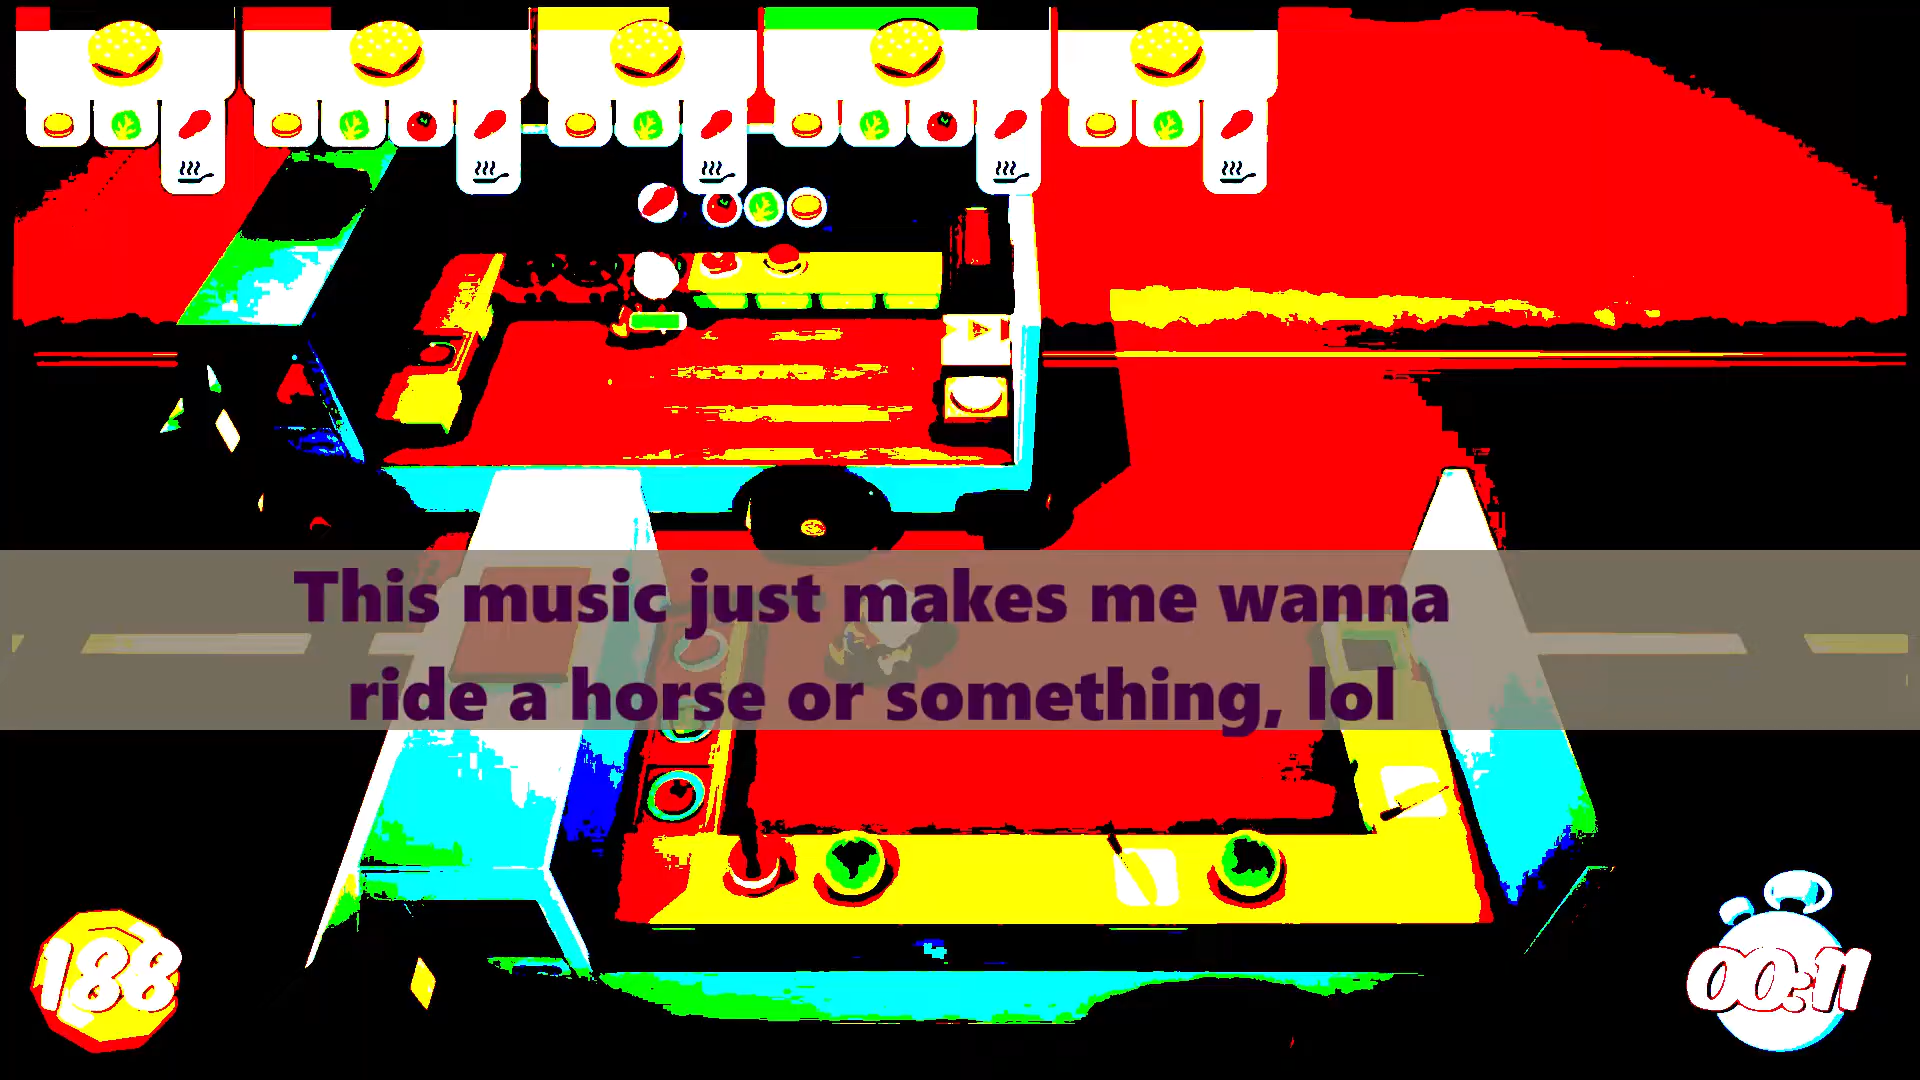 This music just makes me wanna
ride a horse or something, lol
188
00:11